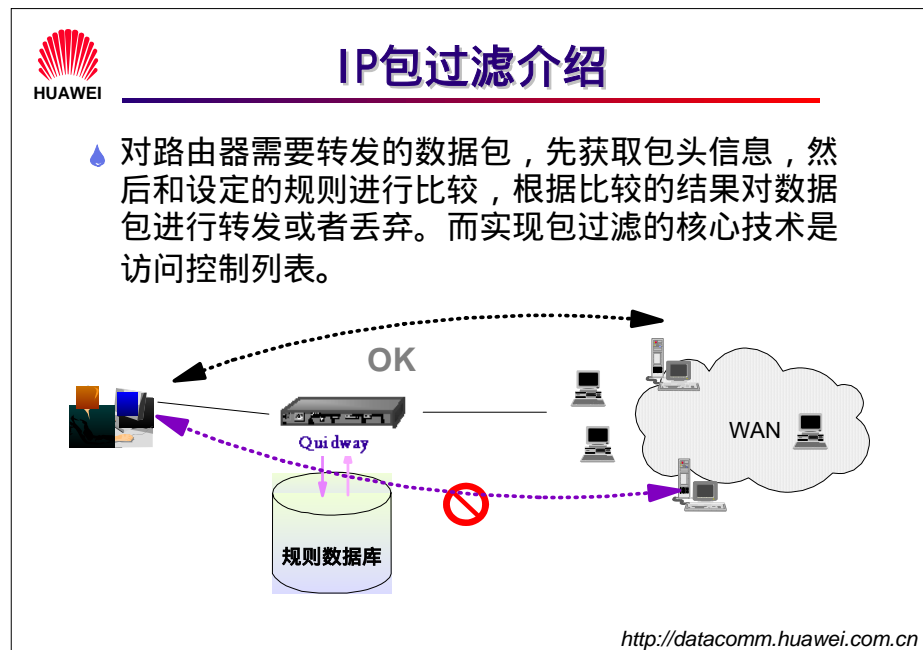 HUAWEI
IP包过滤介绍
对路由器需要转发的数据包，先获取包头信息，然
后和设定的规则进行比较，根据比较的结果对数据
包进行转发或者丢弃。而实现包过滤的核心技术是
访问控制列表。
OK
WAN
Quidway
规则数据库
http://datacomm.huawei.com.cn